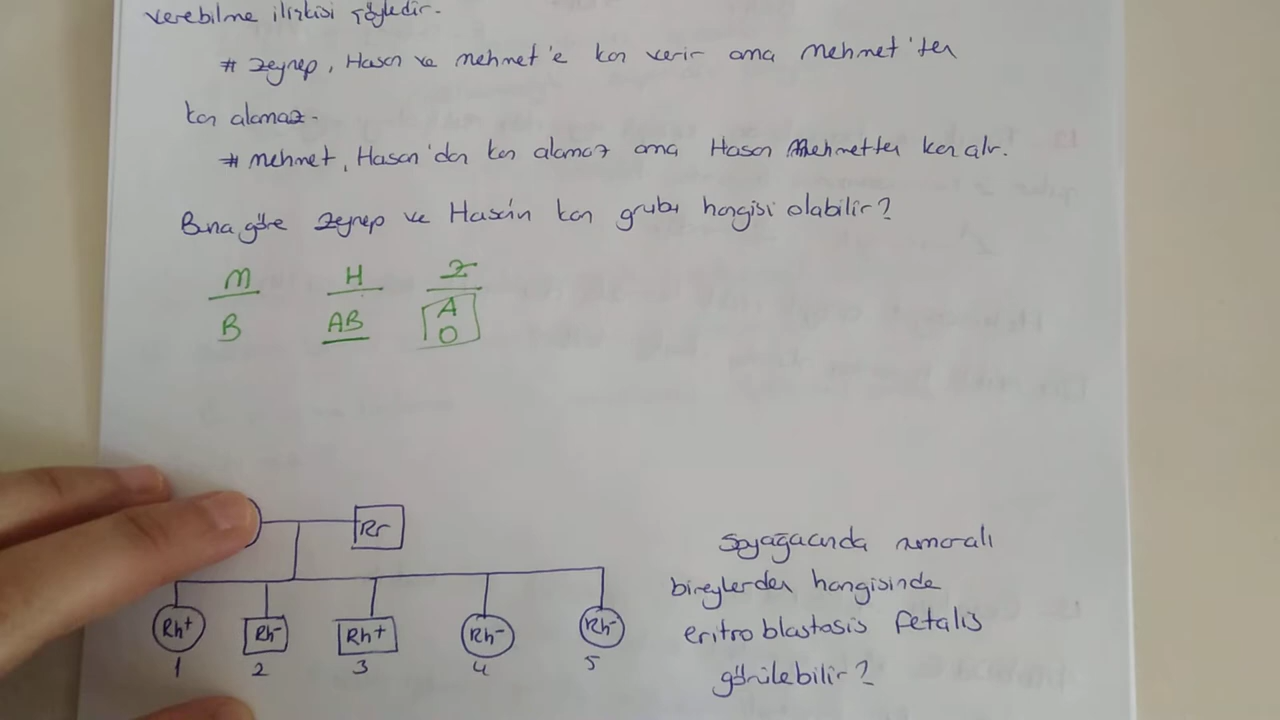 verebilme ilişkisi şöyledir.
# Zeynep, Hasan ve Mehmet'e kan verir ama Mehmet'ten
kan alamaz.
# Mehmet, Hasan'dan kan alamaz ama Hasan Mehmetten kan alır.
Buna göre Zeynep ve Hasan'ın kan grubu hangisi olabilir?
M H Z
B AB A
O
Rr
Rh+ Rh- Rh+ Rh- Rh-
1 2 3 4 5
Soyağacında numaralı
bireylerden hangisinde
eritroblastosis fetalis
görülebilir?